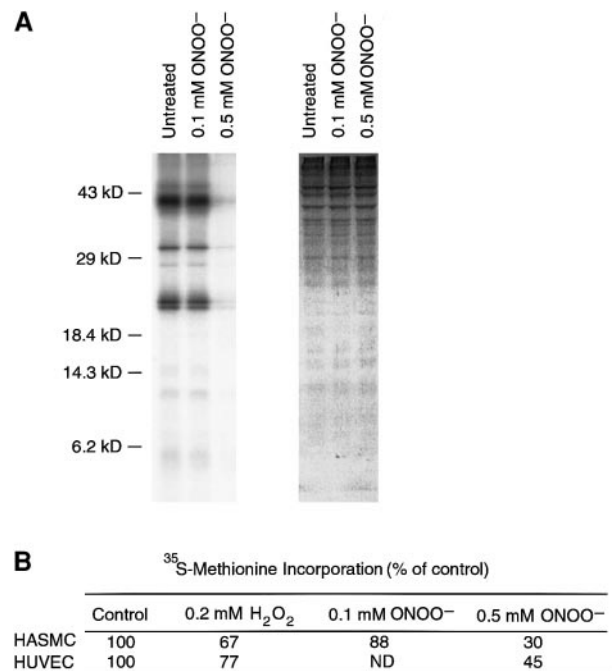 A
Untreated
0.1 mM ONOO⁻
0.5 mM ONOO⁻
Untreated
0.1 mM ONOO⁻
0.5 mM ONOO⁻
43 kD
29 kD
18.4 kD
14.3 kD
6.2 kD
B
³⁵S-Methionine Incorporation (% of control)
Control 0.2 mM H₂O₂ 0.1 mM ONOO⁻ 0.5 mM ONOO⁻
HASMC 100 67 88 30
HUVEC 100 77 ND 45